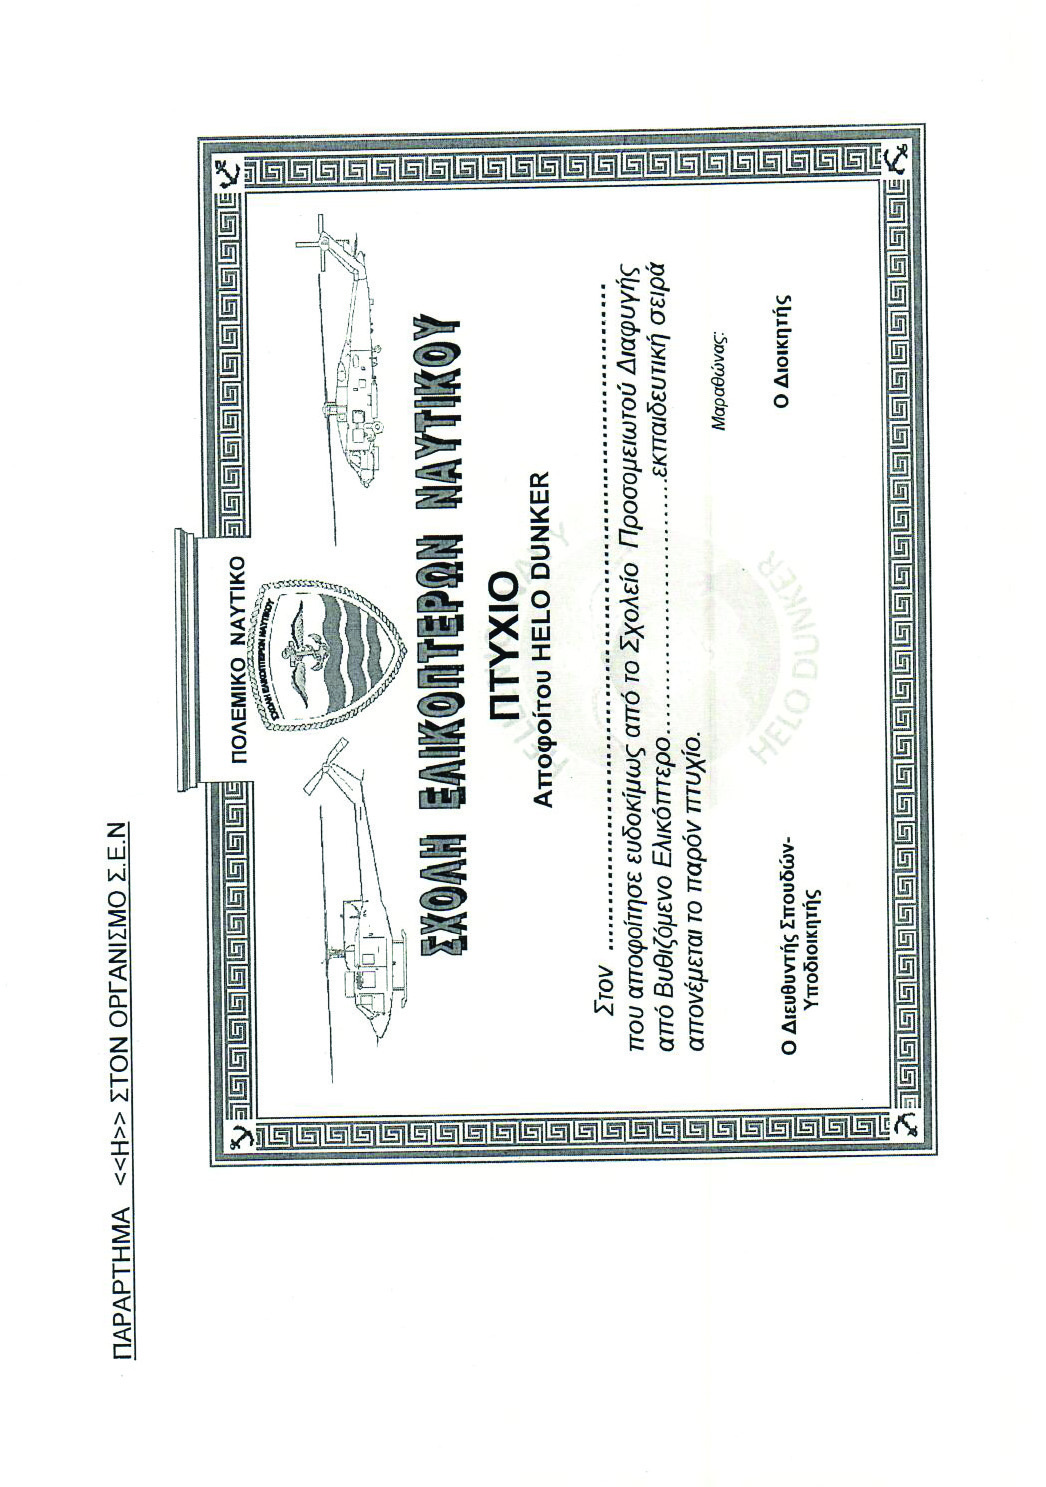 ΠΑΡΑΡΤΗΜΑ <<Η>> ΣΤΟΝ ΟΡΓΑΝΙΣΜΟ Σ.Ε.Ν
ΠΟΛΕΜΙΚΟ ΝΑΥΤΙΚΟ
ΣΧΟΛΗ ΕΛΙΚΟΠΤΕΡΩΝ ΝΑΥΤΙΚΟΥ
ΣΧΟΛΗ ΕΛΙΚΟΠΤΕΡΩΝ ΝΑΥΤΙΚΟΥ
ΠΤΥΧΙΟ
Αποφοίτου HELO DUNKER
Στον ..........................................................................
που αποφοίτησε ευδοκίμως από το Σχολείο Προσομειωτού Διαφυγής
από Βυθιζόμενο Ελικόπτερο..............................εκπαιδευτική σειρά
απονέμεται το παρόν πτυχίο.
Μαραθώνας:
Ο Διευθυντής Σπουδών-
Υποδιοικητής
Ο Διοικητής
HELO DUNKER